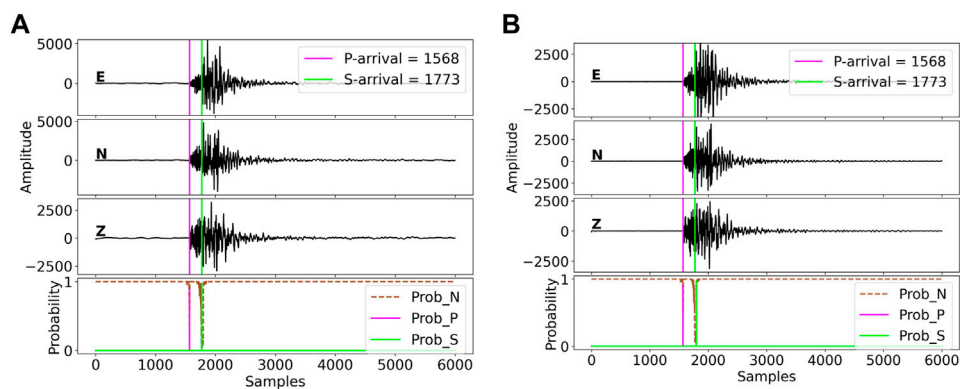 A
5000
0
E
P-arrival = 1568
S-arrival = 1773
5000
0
N
Amplitude
2500
0
−2500
Z
1
0
Probability
Prob_N
Prob_P
Prob_S
0 1000 2000 3000 4000 5000 6000
Samples
B
2500
0
−2500
E
P-arrival = 1568
S-arrival = 1773
2500
0
−2500
N
Amplitude
2500
0
−2500
Z
1
0
Probability
Prob_N
Prob_P
Prob_S
0 1000 2000 3000 4000 5000 6000
Samples